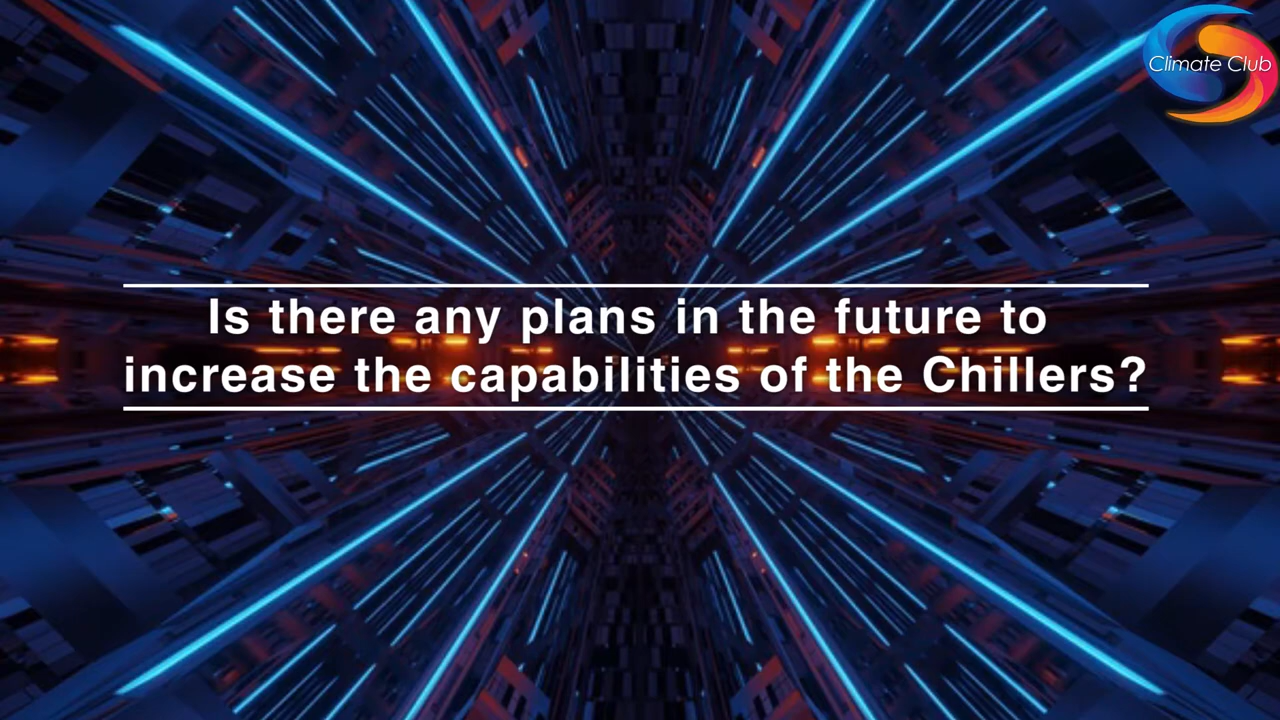 Climate Club
Is there any plans in the future to
increase the capabilities of the Chillers?